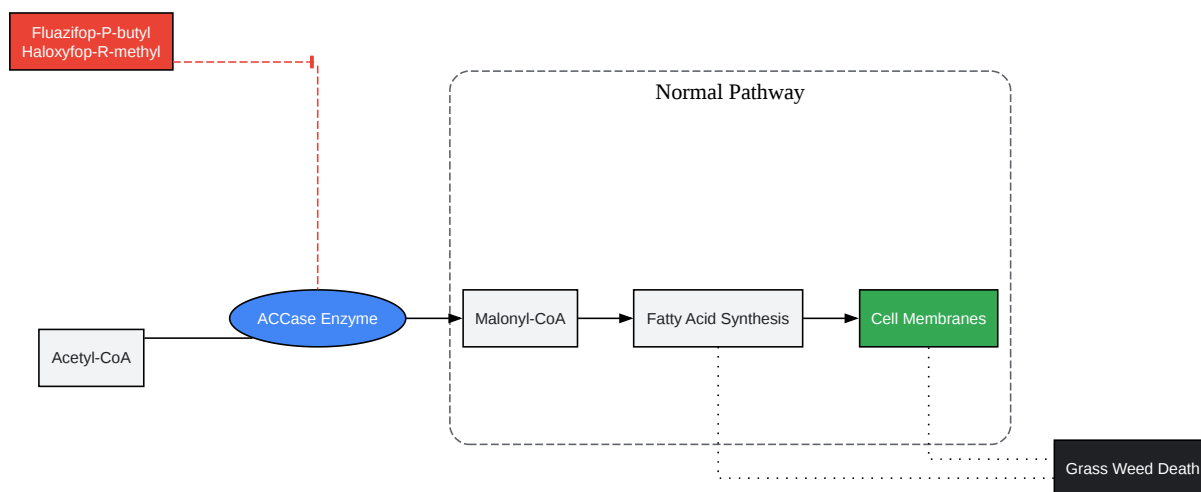 Fluazifop-P-butyl
Haloxyfop-R-methyl
Normal Pathway
ACCase Enzyme
Malonyl-CoA
Fatty Acid Synthesis
Cell Membranes
Acetyl-CoA
Grass Weed Death